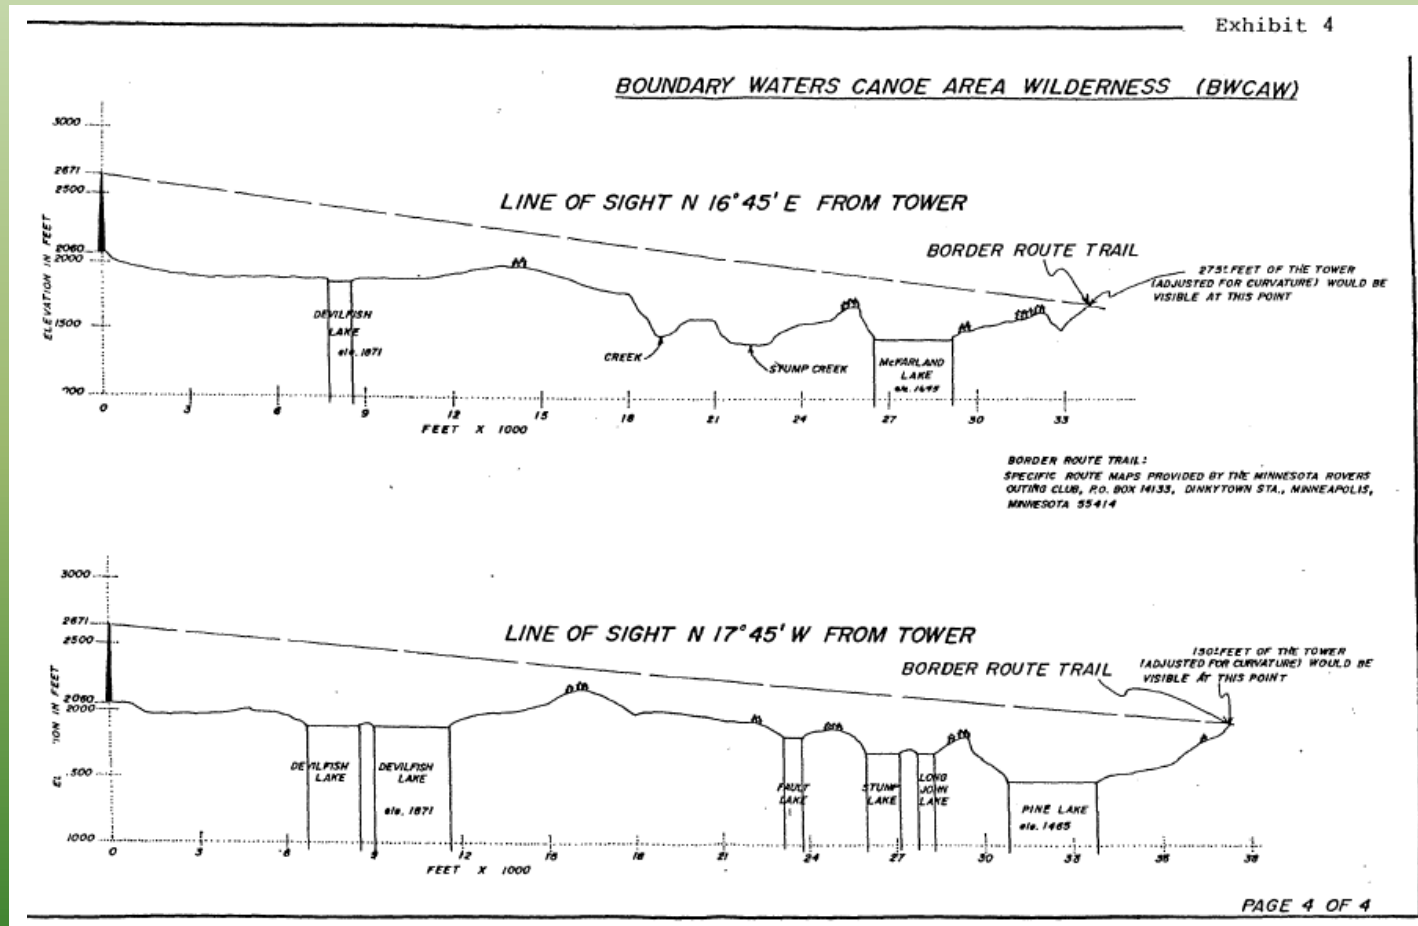 Exhibit 4
BOUNDARY WATERS CANOE AREA WILDERNESS (BWCAW)
3000
2671
2500
2060
2000
1500
ELEVATION IN FEET
LINE OF SIGHT N 16°45' E FROM TOWER
BORDER ROUTE TRAIL
275± FEET OF THE TOWER
(ADJUSTED FOR CURVATURE) WOULD BE
VISIBLE AT THIS POINT
DEVILFISH
LAKE
ele. 1871
CREEK
STUMP CREEK
McFARLAND
LAKE
0 3 6 9 12 15 18 21 24 27 30 33
FEET X 1000
BORDER ROUTE TRAIL:
SPECIFIC ROUTE MAPS PROVIDED BY THE MINNESOTA ROVERS
OUTING CLUB, P.O. BOX 14133, DINKYTOWN STA., MINNEAPOLIS,
MINNESOTA 55414
3000
2671
2500
2060
2000
500
1000
ION IN FEET
EL
LINE OF SIGHT N 17°45' W FROM TOWER
BORDER ROUTE TRAIL
150± FEET OF THE TOWER
(ADJUSTED FOR CURVATURE) WOULD BE
VISIBLE AT THIS POINT
DEVILFISH
LAKE
DEVILFISH
LAKE
ele. 1871
FAULT
LAKE
STUMP
LAKE
LONG
JOHN
LAKE
PINE LAKE
ele. 1465
0 3 6 9 12 15 18 21 24 27 30 33 36
FEET X 1000
PAGE 4 OF 4